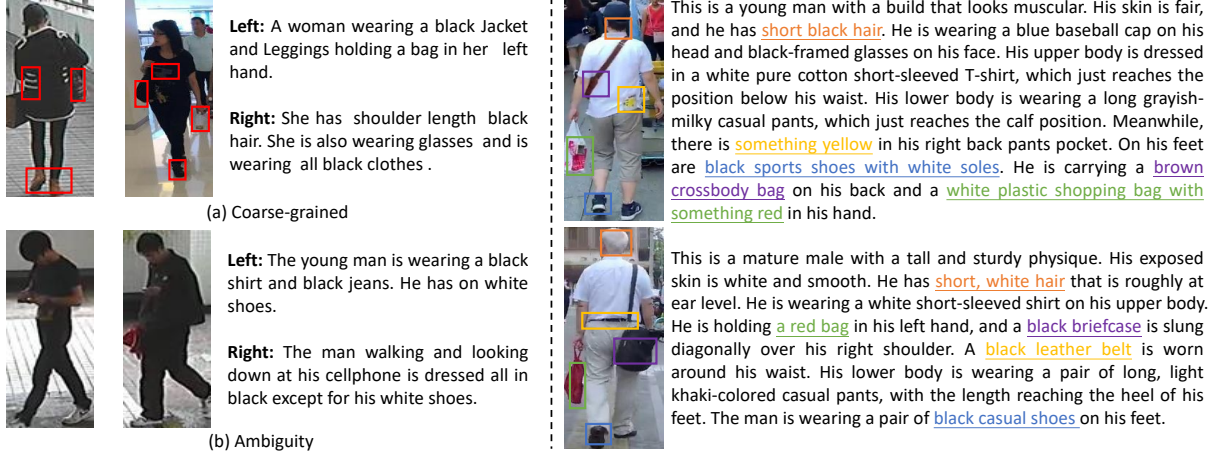 Left: A woman wearing a black Jacket
and Leggings holding a bag in her left
hand.
Right: She has shoulder length black
hair. She is also wearing glasses and is
wearing all black clothes .
(a) Coarse-grained
Left: The young man is wearing a black
shirt and black jeans. He has on white
shoes.
Right: The man walking and looking
down at his cellphone is dressed all in
black except for his white shoes.
(b) Ambiguity
This is a young man with a build that looks muscular. His skin is fair,
and he has short black hair. He is wearing a blue baseball cap on his
head and black-framed glasses on his face. His upper body is dressed
in a white pure cotton short-sleeved T-shirt, which just reaches the
position below his waist. His lower body is wearing a long grayish-
milky casual pants, which just reaches the calf position. Meanwhile,
there is something yellow in his right back pants pocket. On his feet
are black sports shoes with white soles. He is carrying a brown
crossbody bag on his back and a white plastic shopping bag with
something red in his hand.
This is a mature male with a tall and sturdy physique. His exposed
skin is white and smooth. He has short, white hair that is roughly at
ear level. He is wearing a white short-sleeved shirt on his upper body.
He is holding a red bag in his left hand, and a black briefcase is slung
diagonally over his right shoulder. A black leather belt is worn
around his waist. His lower body is wearing a pair of long, light
khaki-colored casual pants, with the length reaching the heel of his
feet. The man is wearing a pair of black casual shoes on his feet.